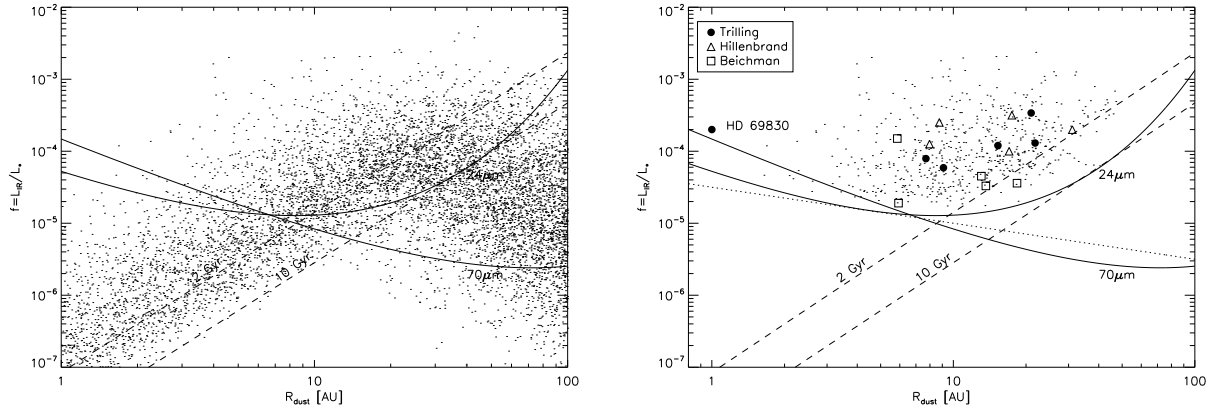 10⁻²
10⁻³
10⁻⁴
10⁻⁵
10⁻⁶
10⁻⁷
f=L_IR/L_*
24μm
2 Gyr
10 Gyr
70μm
1
10
100
R_dust [AU]
10⁻²
10⁻³
10⁻⁴
10⁻⁵
10⁻⁶
10⁻⁷
f=L_IR/L_*
Trilling
Hillenbrand
Beichman
HD 69830
24μm
2 Gyr
10 Gyr
70μm
1
10
100
R_dust [AU]